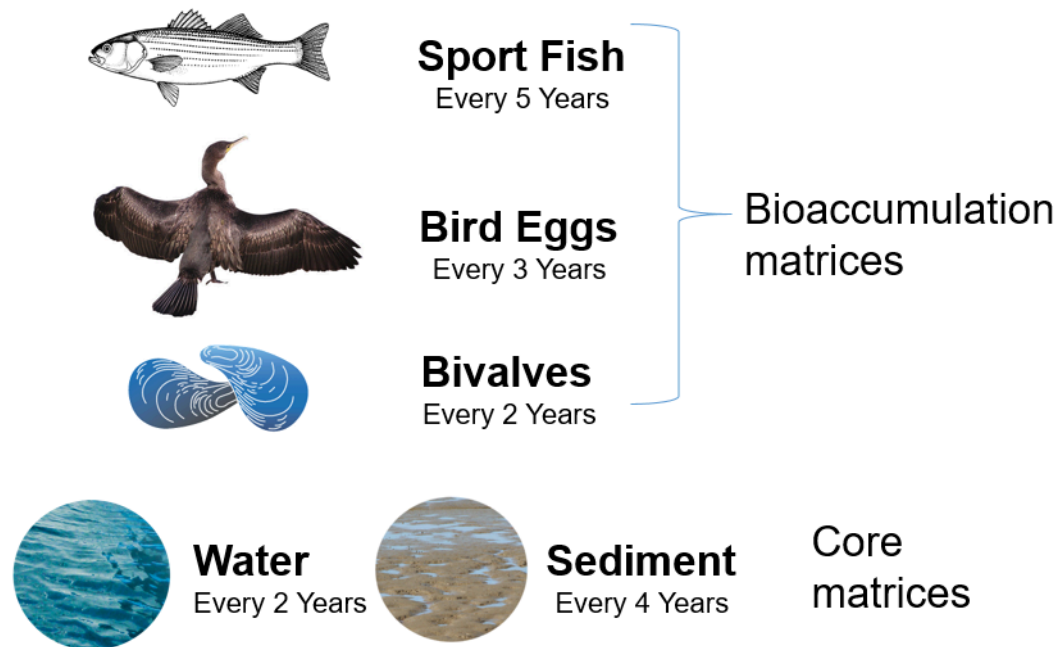 Sport Fish
Every 5 Years
Bird Eggs
Every 3 Years
Bioaccumulation
matrices
Bivalves
Every 2 Years
Water
Every 2 Years
Sediment
Every 4 Years
Core
matrices